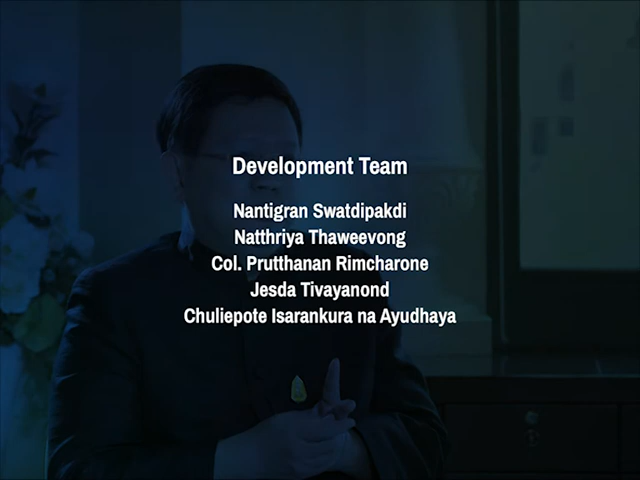 Development Team
Nantigran Swatdipakdi
Natthriya Thaweevong
Col. Prutthanan Rimcharone
Jesda Tivayanond
Chuliepote Isarankura na Ayudhaya